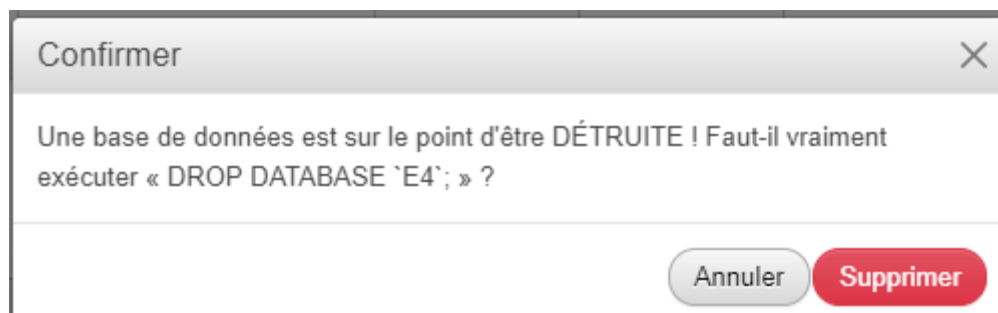 Confirmer
Une base de données est sur le point d'être DÉTRUITE ! Faut-il vraiment
exécuter « DROP DATABASE `E4`; » ?
Annuler
Supprimer